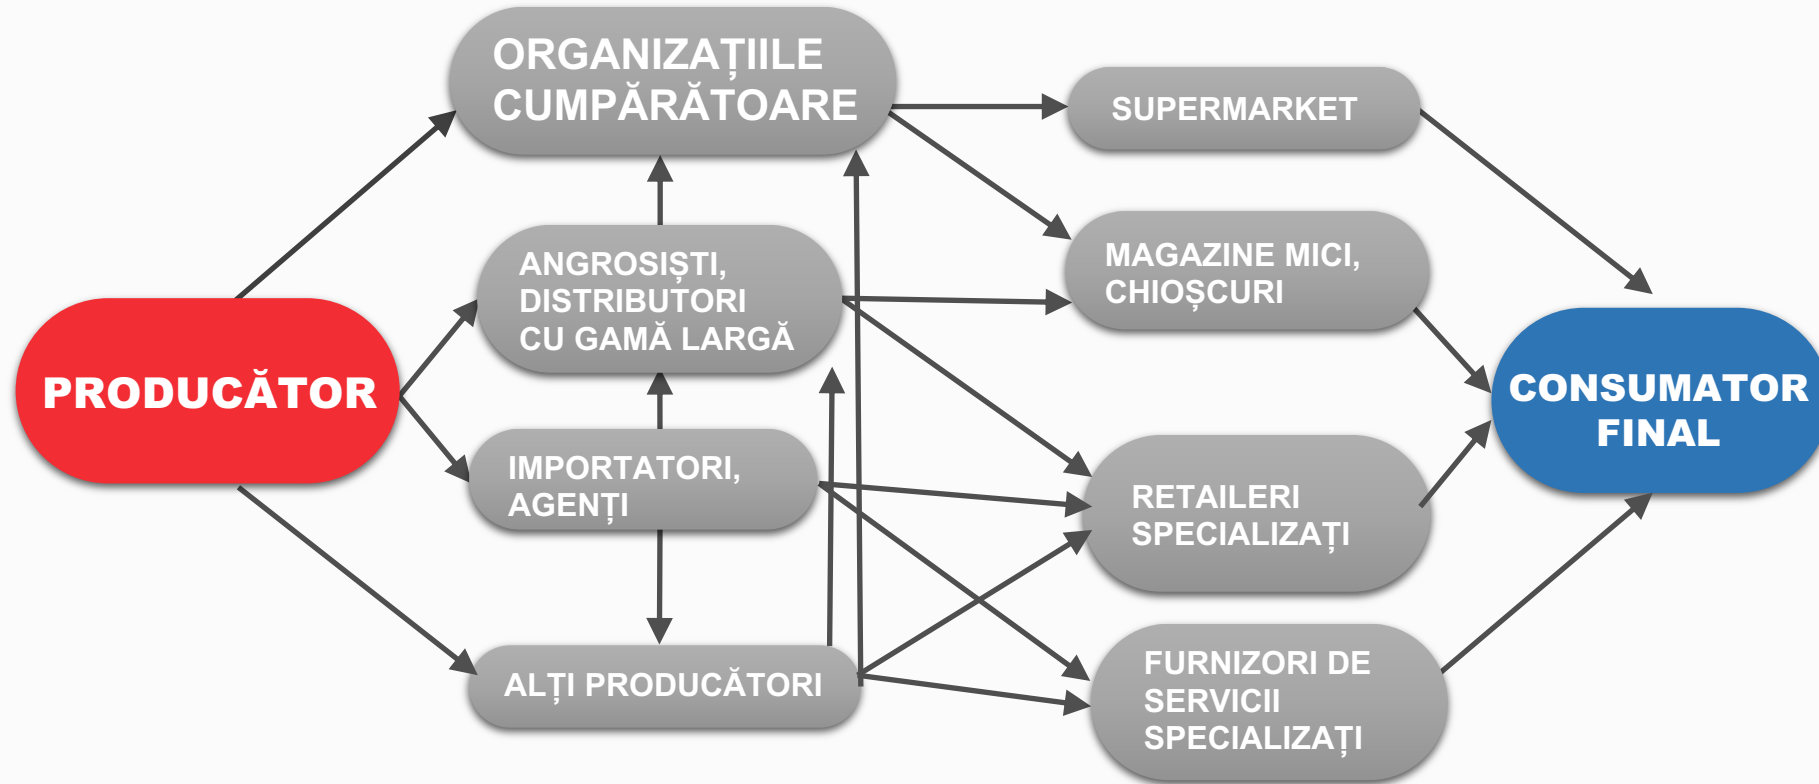 ORGANIZAȚIILE
CUMPĂRĂTOARE
SUPERMARKET
ANGROSIȘTI,
DISTRIBUTORI
CU GAMĂ LARGĂ
MAGAZINE MICI,
CHIOȘCURI
PRODUCĂTOR
CONSUMATOR
FINAL
IMPORTATORI,
AGENȚI
RETAILERI
SPECIALIZAȚI
ALȚI PRODUCĂTORI
FURNIZORI DE
SERVICII
SPECIALIZAȚI